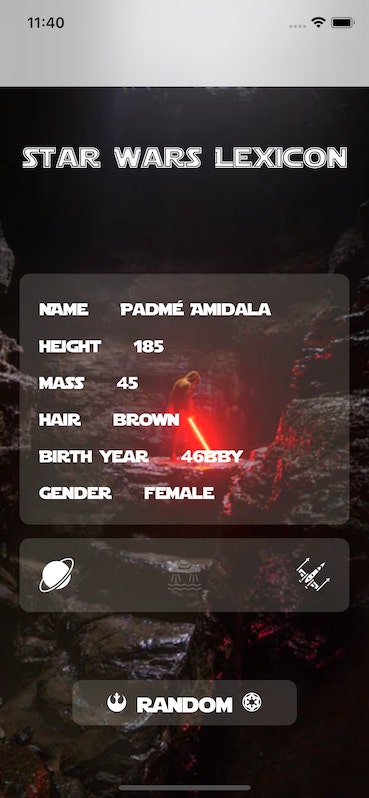 11:40
STAR WARS LEXICON
NAME PADMÉ AMIDALA
HEIGHT 185
MASS 45
HAIR BROWN
BIRTH YEAR 46BBY
GENDER FEMALE
RANDOM